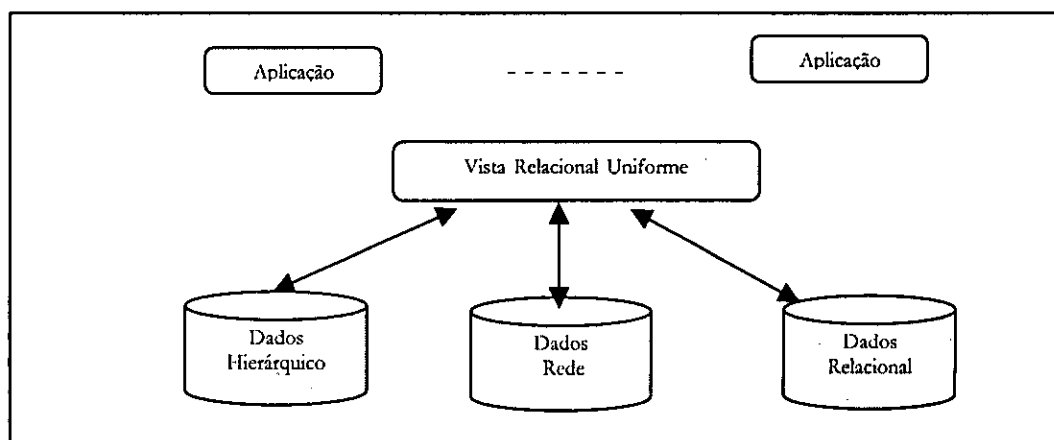 Aplicação
Aplicação
Vista Relacional Uniforme
Dados
Hierárquico
Dados
Rede
Dados
Relacional